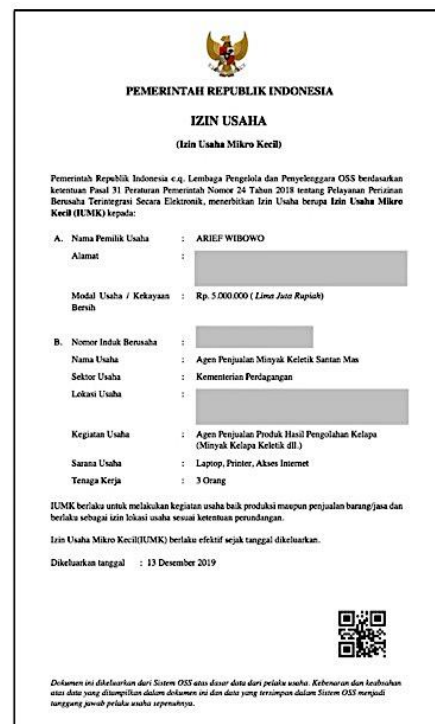 PEMERINTAH REPUBLIK INDONESIA
IZIN USAHA
(Izin Usaha Mikro Kecil)
Pemerintah Republik Indonesia c.q. Lembaga Pengelola dan Penyelenggara OSS berdasarkan
ketentuan Pasal 31 Peraturan Pemerintah Nomor 24 Tahun 2018 tentang Pelayanan Perizinan
Berusaha Terintegrasi Secara Elektronik, menerbitkan Izin Usaha berupa Izin Usaha Mikro
Kecil (IUMK) kepada:
A. Nama Pemilik Usaha : ARIEF WIBOWO
Alamat :
Modal Usaha / Kekayaan : Rp. 5.000.000 ( Lima Juta Rupiah)
Bersih
B. Nomor Induk Berusaha :
Nama Usaha : Agen Penjualan Minyak Keletik Santan Mas
Sektor Usaha : Kementerian Perdagangan
Lokasi Usaha :
Kegiatan Usaha : Agen Penjualan Produk Hasil Pengolahan Kelapa
(Minyak Kelapa Keletik dll.)
Sarana Usaha : Laptop, Printer, Akses Internet
Tenaga Kerja : 3 Orang
IUMK berlaku untuk melakukan kegiatan usaha baik produksi maupun penjualan barang/jasa dan
berlaku sebagai izin lokasi usaha sesuai ketentuan perundangan.
Izin Usaha Mikro Kecil(IUMK) berlaku efektif sejak tanggal dikeluarkan.
Dikeluarkan tanggal : 13 Desember 2019
Dokumen ini dikeluarkan dari Sistem OSS atas dasar data dari pelaku usaha. Kebenaran dan keabsahan
atas data yang ditampilkan dalam dokumen ini dan data yang tersimpan dalam Sistem OSS menjadi
tanggung jawab pelaku usaha sepenuhnya.